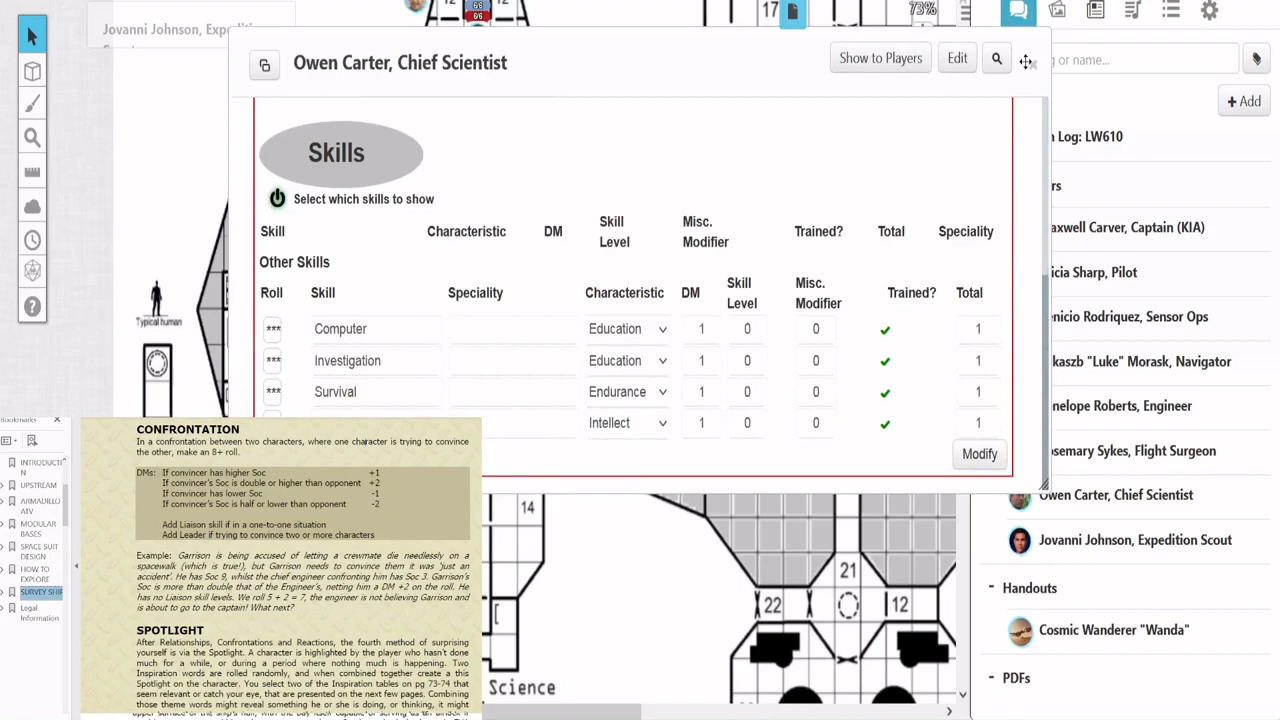 Jovanni Johnson, Expediti
12
12
6/6
6/6
17
73%
Owen Carter, Chief Scientist
Show to Players
Edit
g or name...
+ Add
n Log: LW610
rs
axwell Carver, Captain (KIA)
icia Sharp, Pilot
enicio Rodriquez, Sensor Ops
ukaszb "Luke" Morask, Navigator
enelope Roberts, Engineer
osemary Sykes, Flight Surgeon
Owen Carter, Chief Scientist
Jovanni Johnson, Expedition Scout
- Handouts
Cosmic Wanderer "Wanda"
- PDFs
Typical human
Skills
Select which skills to show
Skill Characteristic DM Skill Level Misc. Modifier Trained? Total Speciality
Other Skills
Roll Skill Speciality Characteristic DM Skill Level Misc. Modifier Trained? Total
*** Computer Education 1 0 0 ✔ 1
*** Investigation Education 1 0 0 ✔ 1
*** Survival Endurance 1 0 0 ✔ 1
Intellect 1 0 0 ✔ 1
Modify
Bookmarks
INTRODUCTI
N
UPSTREAM
ARMADILLO
ATV
MODULAR
BASES
SPACE SUIT
DESIGN
HOW TO
EXPLORE
SURVEY SHIP
Legal
Information
CONFRONTATION
In a confrontation between two characters, where one character is trying to convince
the other, make an 8+ roll.
DMs: If convincer has higher Soc +1
If convincer's Soc is double or higher than opponent +2
If convincer has lower Soc -1
If convincer's Soc is half or lower than opponent -2
Add Liaison skill if in a one-to-one situation
Add Leader if trying to convince two or more characters
Example: Garrison is being accused of letting a crewmate die needlessly on a
spacewalk (which is true!), but Garrison needs to convince them it was 'just an
accident'. He has Soc 9, whilst the chief engineer confronting him has Soc 3. Garrison's
Soc is more than double that of the Engineer's, netting him a DM +2 on the roll. He
has no Liaison skill levels. We roll 5 + 2 = 7, the engineer is not believing Garrison and
is about to go to the captain! What next?
SPOTLIGHT
After Relationships, Confrontations and Reactions, the fourth method of surprising
yourself is via the Spotlight. A character is highlighted by the player who hasn't done
much for a while, or during a period where nothing much is happening. Two
Inspiration words are rolled randomly, and when combined together create a this
Spotlight on the character. You select two of the Inspiration tables on pg 73-74 that
seem relevant or catch your eye, that are presented on the next few pages. Combining
those theme words might reveal something he or she is doing, or thinking, it might
14
21
22
12
Science